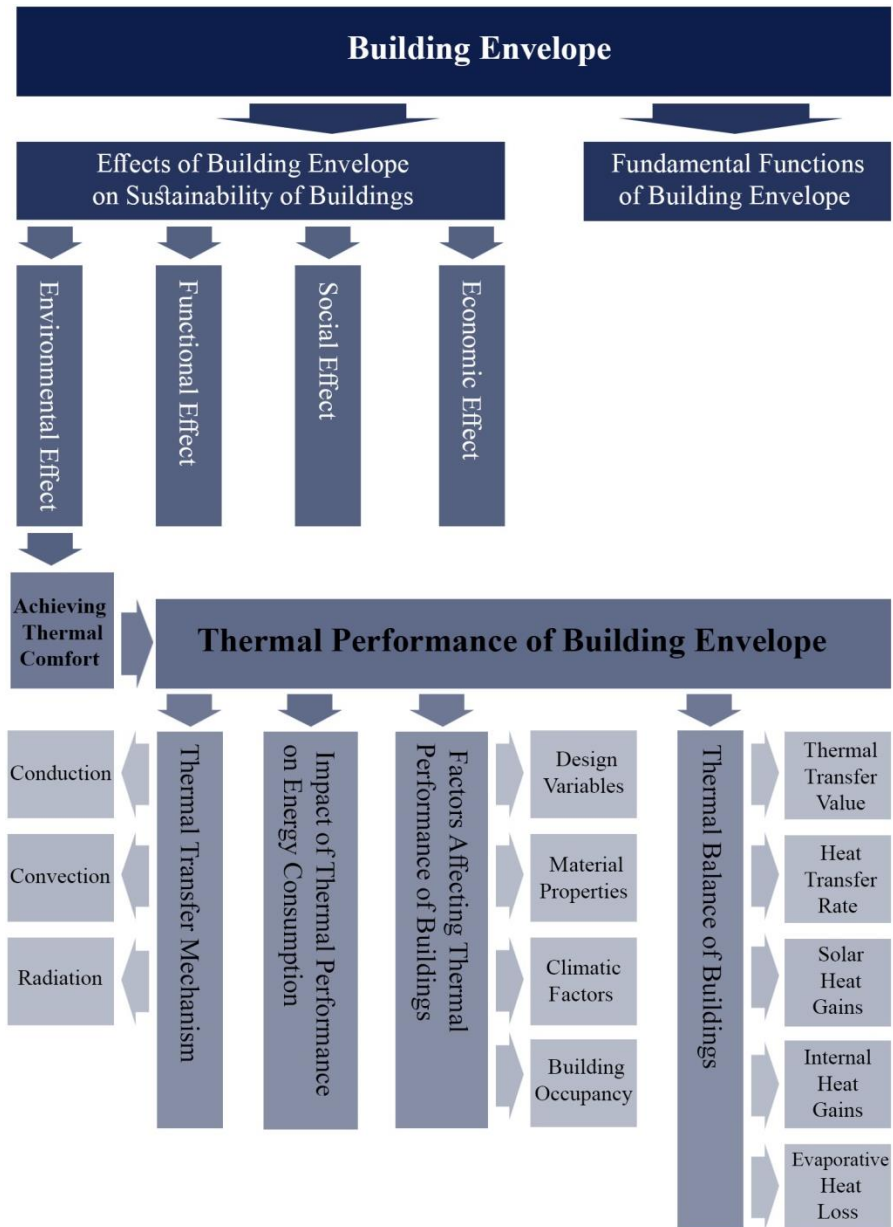 Building Envelope
Effects of Building Envelope
on Sustainability of Buildings
Fundamental Functions
of Building Envelope
Environmental Effect
Functional Effect
Social Effect
Economic Effect
Achieving
Thermal
Comfort
Thermal Performance of Building Envelope
Thermal Transfer Mechanism
Conduction
Convection
Radiation
Impact of Thermal Performance
on Energy Consumption
Factors Affecting Thermal
Performance of Buildings
Design
Variables
Material
Properties
Climatic
Factors
Building
Occupancy
Thermal Balance of Buildings
Thermal
Transfer
Value
Heat
Transfer
Rate
Solar
Heat
Gains
Internal
Heat
Gains
Evaporative
Heat
Loss